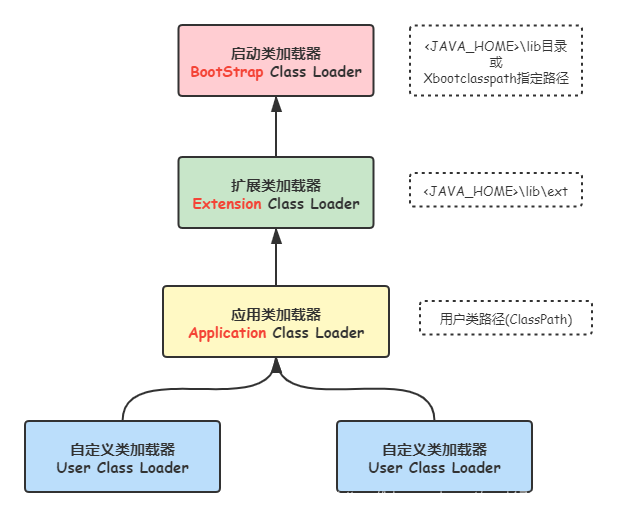 启动类加载器
BootStrap Class Loader
<JAVA_HOME>\lib目录
或
Xbootclasspath指定路径
扩展类加载器
Extension Class Loader
<JAVA_HOME>\lib\ext
应用类加载器
Application Class Loader
用户类路径(ClassPath)
自定义类加载器
User Class Loader
自定义类加载器
User Class Loader